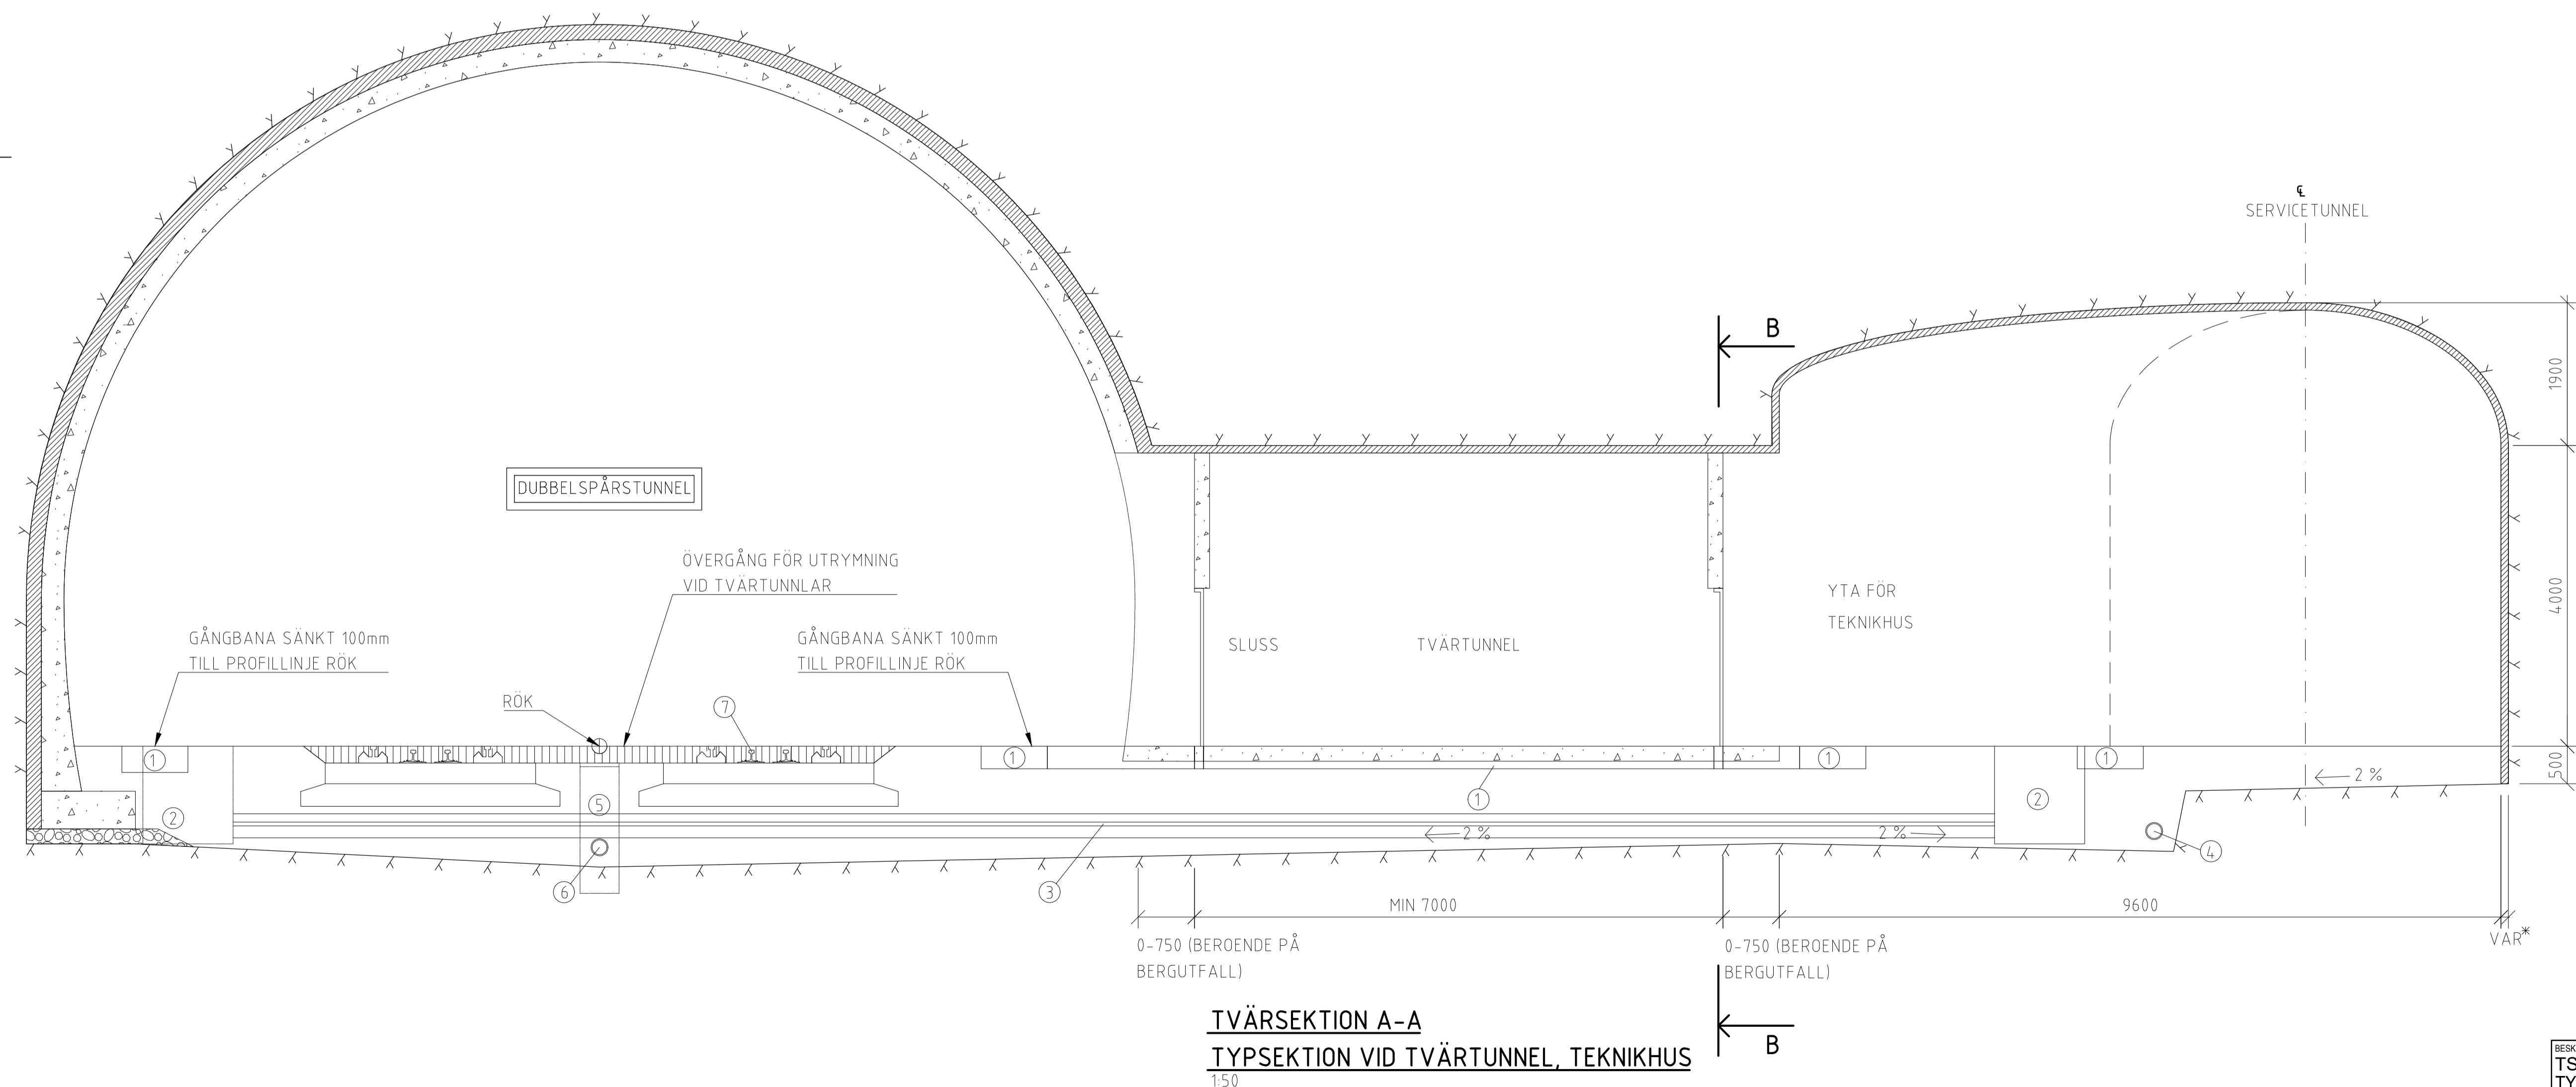 ℄
SERVICETUNNEL
B
1900
DUBBELSPÅRSTUNNEL
ÖVERGÅNG FÖR UTRYMNING
VID TVÄRTUNNLAR
GÅNGBANA SÄNKT 100mm
TILL PROFILLINJE RÖK
GÅNGBANA SÄNKT 100mm
TILL PROFILLINJE RÖK
RÖK
7
SLUSS
TVÄRTUNNEL
YTA FÖR
TEKNIKHUS
4000
1
1
1
1
500
2 %
2
5
1
2
2 %
2 %
4
6
3
MIN 7000
9600
VAR*
0-750 (BEROENDE PÅ
BERGUTFALL)
0-750 (BEROENDE PÅ
BERGUTFALL)
TVÄRSEKTION A-A
B
TYPSEKTION VID TVÄRTUNNEL, TEKNIKHUS
1:50
BESK
TS
TY